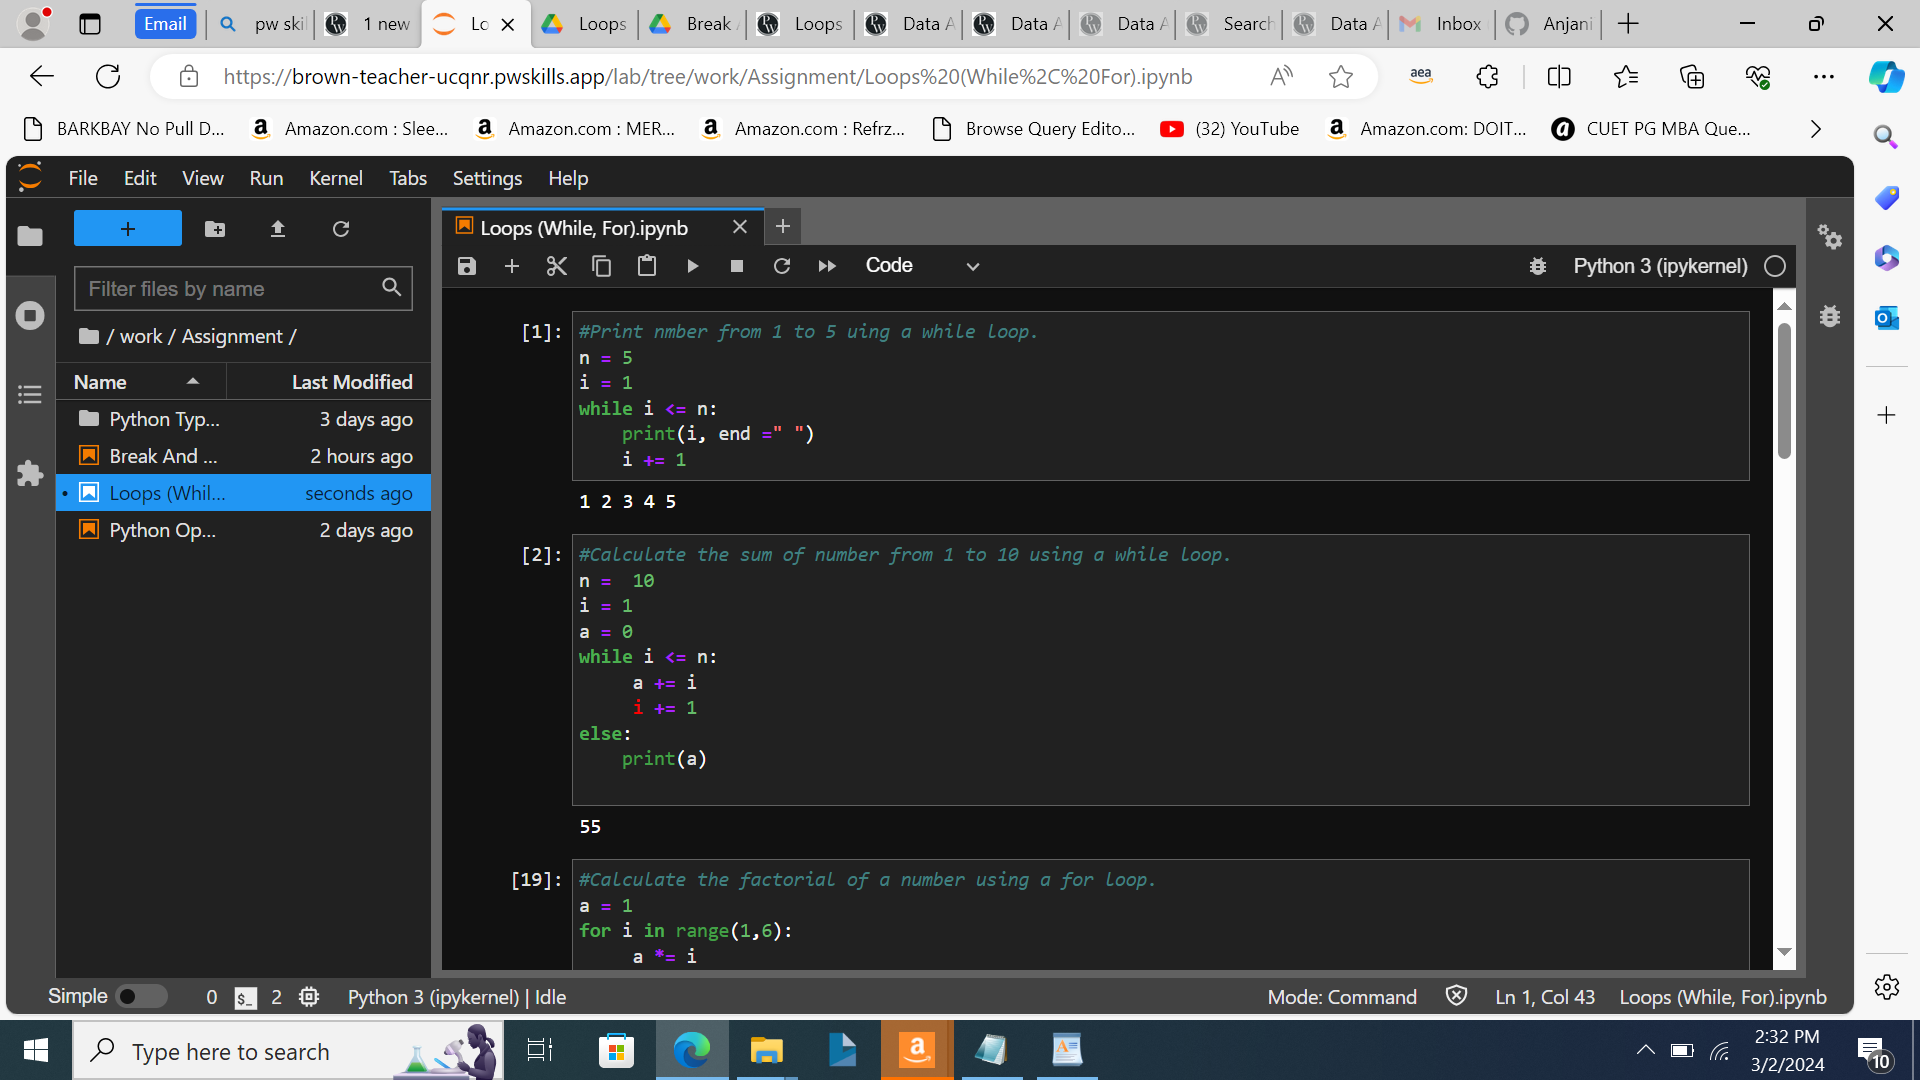 Email
pw skil
1 new
Lo
Loops
Break
Loops
Data A
Data A
Data A
Search
Data A
Inbox
Anjani
https://brown-teacher-ucqnr.pwskills.app/lab/tree/work/Assignment/Loops%20(While%2C%20For).ipynb
aea
BARKBAY No Pull D...
Amazon.com : Slee...
Amazon.com : MER...
Amazon.com : Refrz...
Browse Query Edito...
(32) YouTube
Amazon.com: DOIT...
CUET PG MBA Que...
File Edit View Run Kernel Tabs Settings Help
Loops (While, For).ipynb
Code
Python 3 (ipykernel)
Filter files by name
/ work / Assignment /
Name Last Modified
Python Typ... 3 days ago
Break And ... 2 hours ago
Loops (Whil... seconds ago
Python Op... 2 days ago
[1]: #Print nmber from 1 to 5 uing a while loop.
n = 5
i = 1
while i <= n:
print(i, end =" ")
i += 1
1 2 3 4 5
[2]: #Calculate the sum of number from 1 to 10 using a while loop.
n =  10
i = 1
a = 0
while i <= n:
a += i
i += 1
else:
print(a)
55
[19]: #Calculate the factorial of a number using a for loop.
a = 1
for i in range(1,6):
a *= i
Simple 0 $_ 2 Python 3 (ipykernel) | Idle
Mode: Command Ln 1, Col 43 Loops (While, For).ipynb
Type here to search
2:32 PM
3/2/2024
10